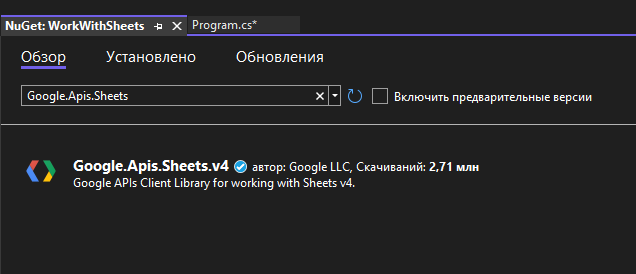 NuGet: WorkWithSheets Program.cs*
Обзор Установлено Обновления
Google.Apis.Sheets Включить предварительные версии
Google.Apis.Sheets.v4 автор: Google LLC, Скачиваний: 2,71 млн
Google APIs Client Library for working with Sheets v4.